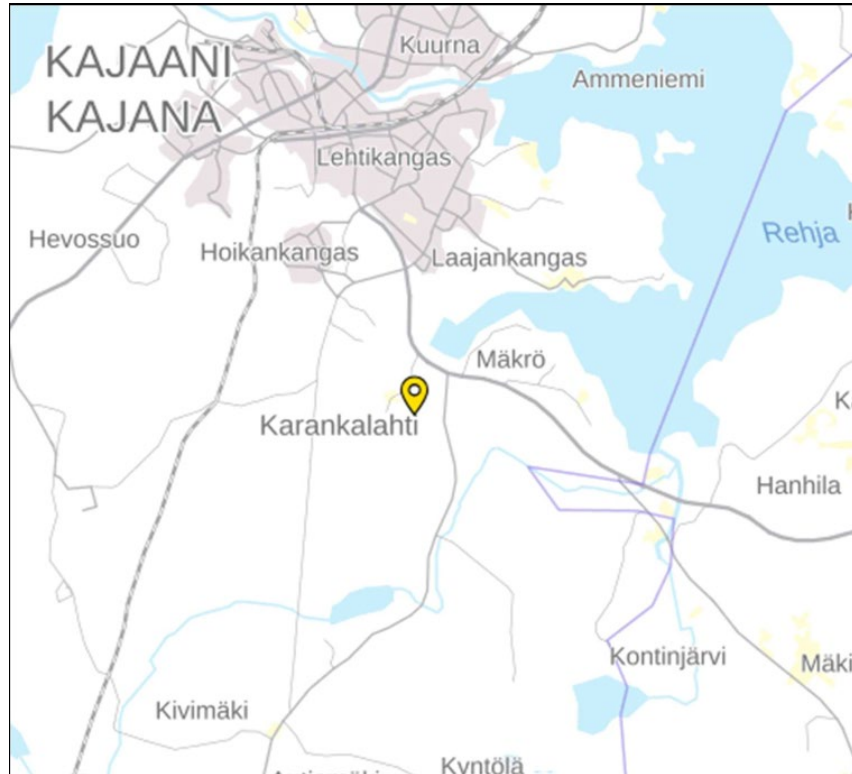 Kuurna
KAJAANI
KAJANA
Ammeniemi
Lehtikangas
Rehja
Hevossuo
Hoikankangas
Laajankangas
Mäkrö
Karankalahti
Hanhila
Kontinjärvi
Mäki
Kivimäki
Kyntölä